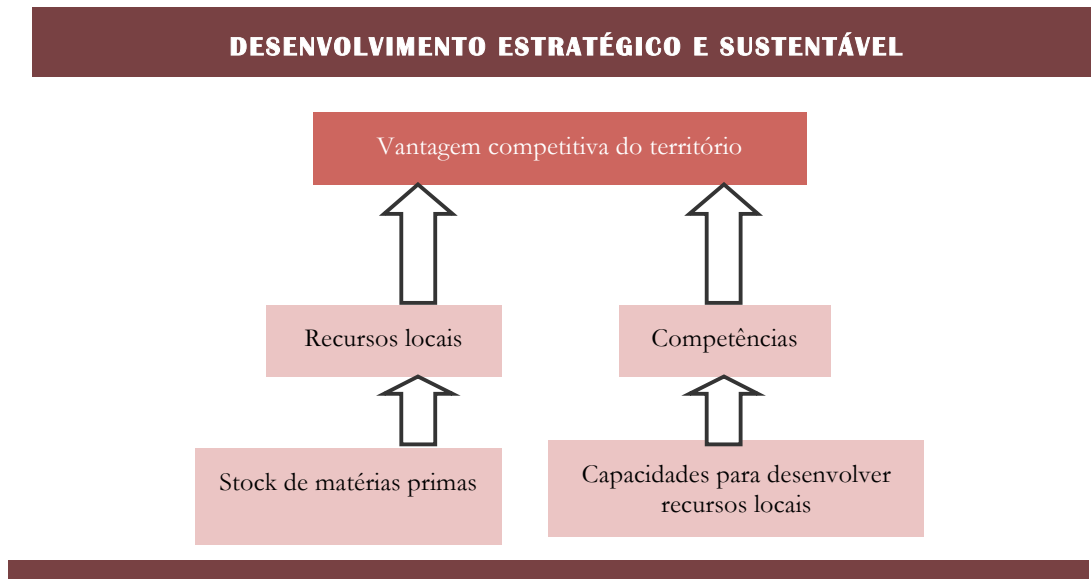 DESENVOLVIMENTO ESTRATÉGICO E SUSTENTÁVEL
Vantagem competitiva do território
Recursos locais
Competências
Stock de matérias primas
Capacidades para desenvolver
recursos locais